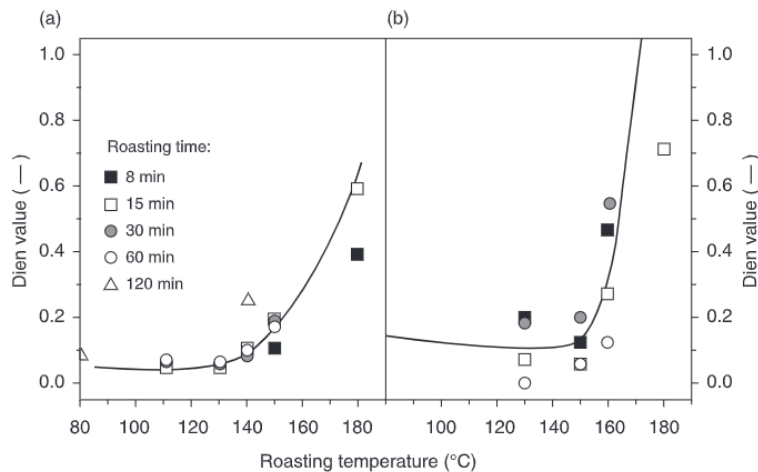 (a)
(b)
1.0
0.8
0.6
0.4
0.2
0.0
Dien value ( — )
Roasting time:
8 min
15 min
30 min
60 min
120 min
1.0
0.8
0.6
0.4
0.2
0.0
Dien value ( — )
80 100 120 140 160 180 100 120 140 160 180
Roasting temperature (°C)